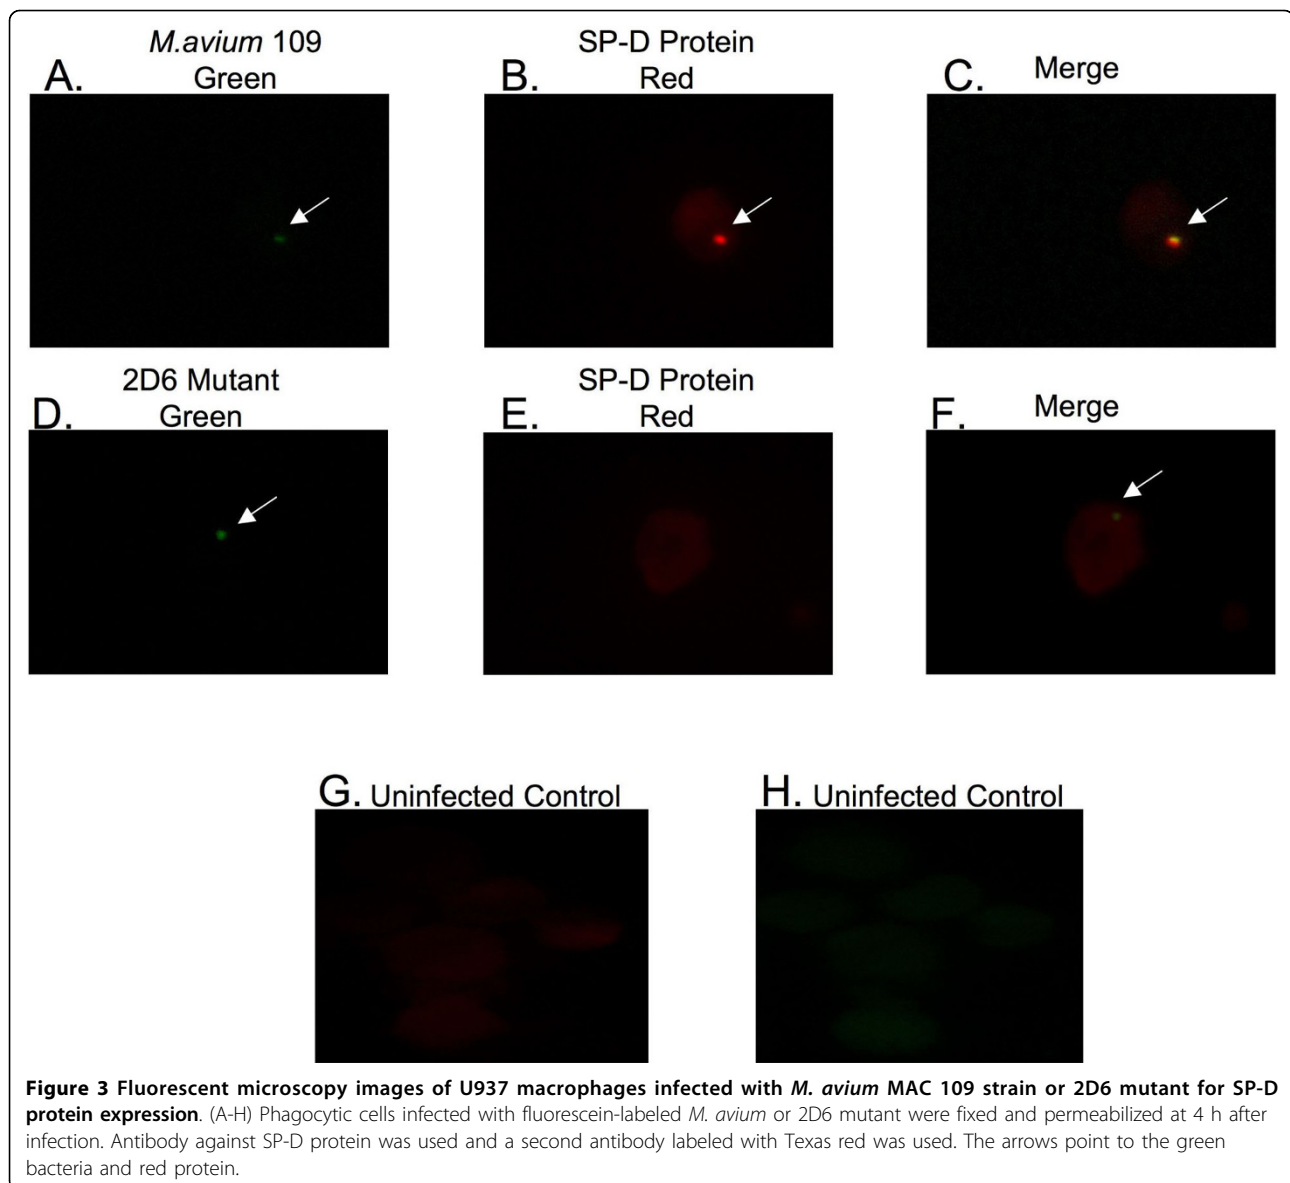 M.avium 109
Green
A.
SP-D Protein
Red
B.
Merge
C.
2D6 Mutant
Green
D.
SP-D Protein
Red
E.
Merge
F.
G. Uninfected Control
H. Uninfected Control
Figure 3 Fluorescent microscopy images of U937 macrophages infected with M. avium MAC 109 strain or 2D6 mutant for SP-D
protein expression. (A-H) Phagocytic cells infected with fluorescein-labeled M. avium or 2D6 mutant were fixed and permeabilized at 4 h after
infection. Antibody against SP-D protein was used and a second antibody labeled with Texas red was used. The arrows point to the green
bacteria and red protein.